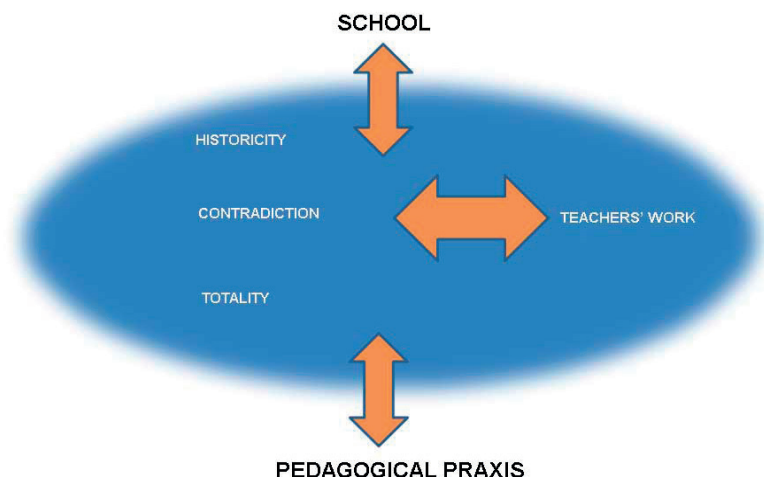 SCHOOL
HISTORICITY
CONTRADICTION
TEACHERS' WORK
TOTALITY
PEDAGOGICAL PRAXIS